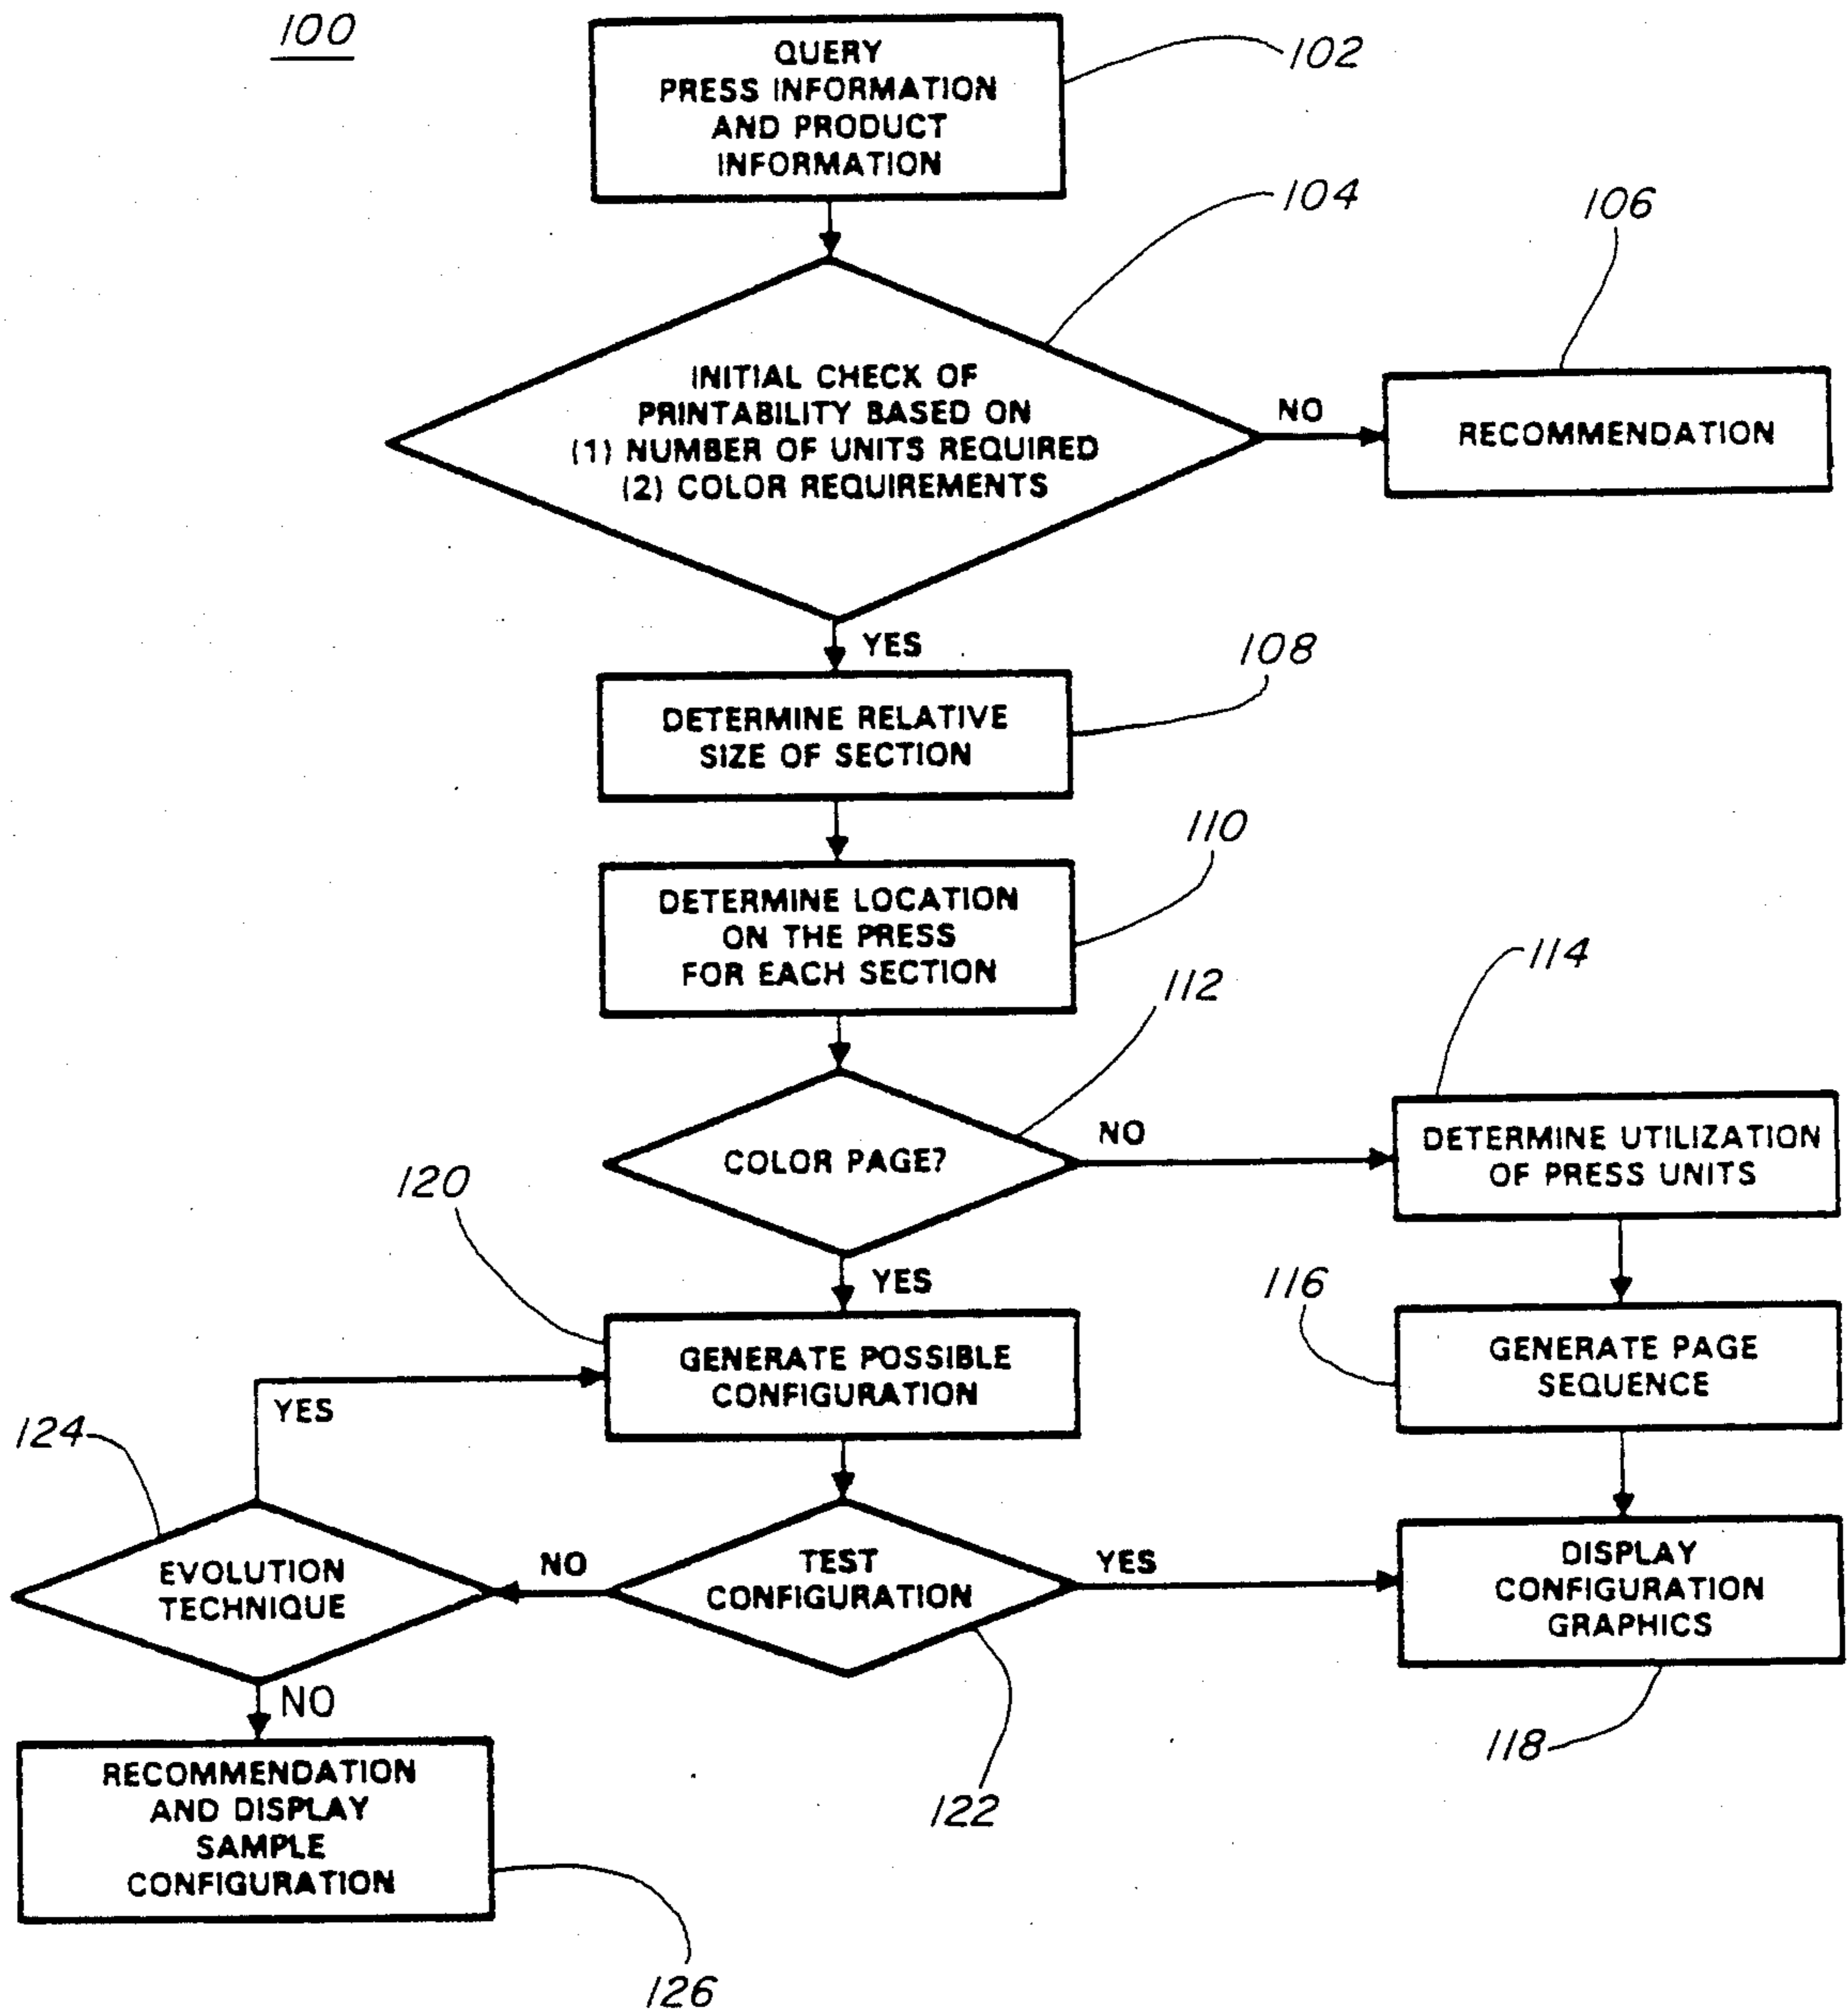 100
QUERY
PRESS INFORMATION
AND PRODUCT
INFORMATION
102
104
106
INITIAL CHECK OF
PRINTABILITY BASED ON
(1) NUMBER OF UNITS REQUIRED
(2) COLOR REQUIREMENTS
NO
RECOMMENDATION
YES
108
DETERMINE RELATIVE
SIZE OF SECTION
110
DETERMINE LOCATION
ON THE PRESS
FOR EACH SECTION
112
114
COLOR PAGE?
NO
DETERMINE UTILIZATION
OF PRESS UNITS
120
YES
116
GENERATE POSSIBLE
CONFIGURATION
GENERATE PAGE
SEQUENCE
YES
124
EVOLUTION
TECHNIQUE
NO
TEST
CONFIGURATION
YES
DISPLAY
CONFIGURATION
GRAPHICS
NO
118
122
RECOMMENDATION
AND DISPLAY
SAMPLE
CONFIGURATION
126